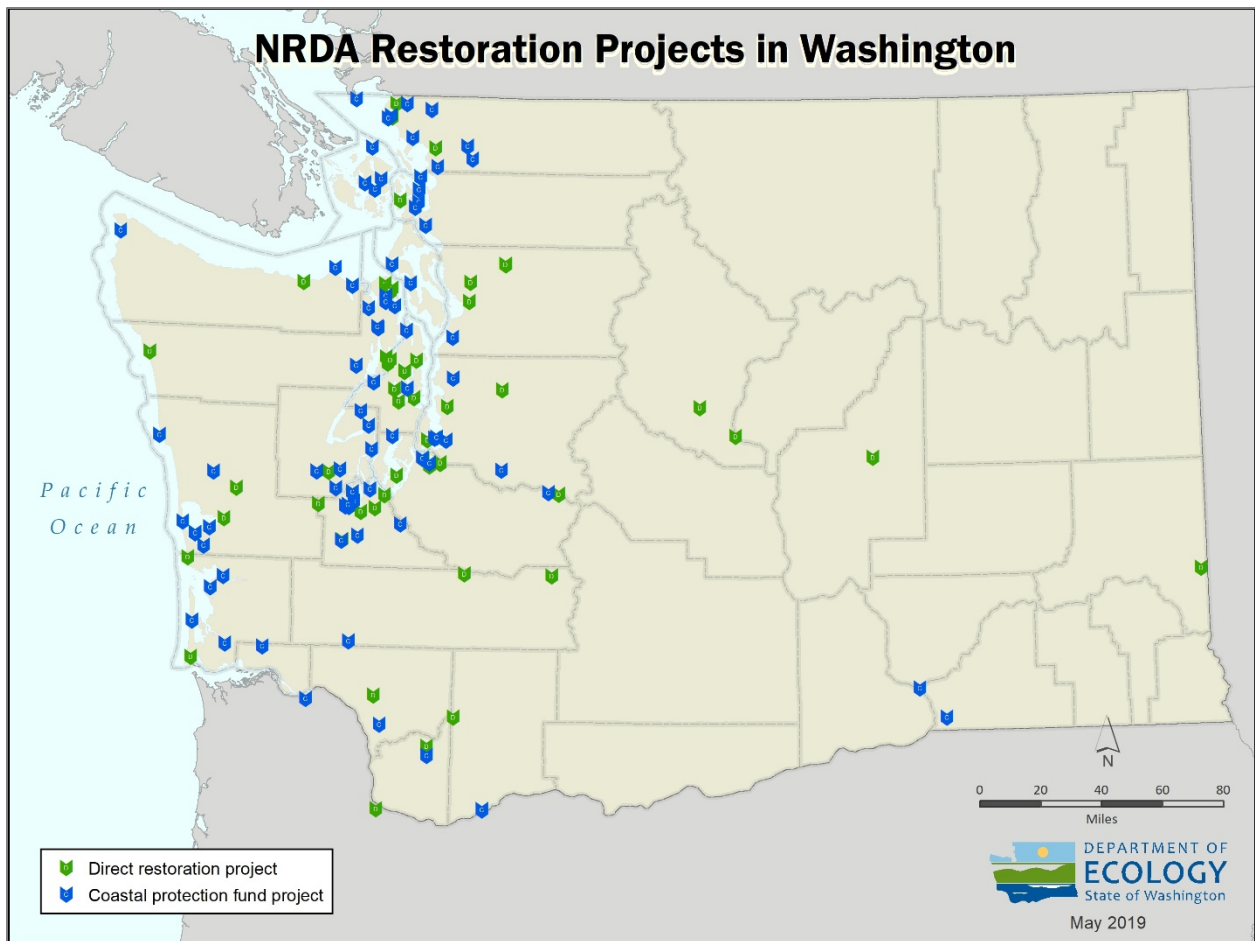 NRDA Restoration Projects in Washington
Pacific
Ocean
N
0 20 40 60 80
Miles
D Direct restoration project
C Coastal protection fund project
DEPARTMENT OF
ECOLOGY
State of Washington
May 2019